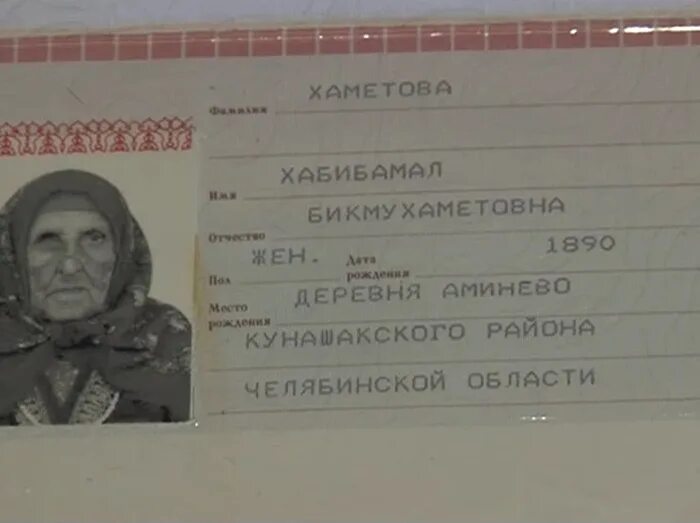 ХАМЕТОВА
Фамилия
ХАБИБАМАЛ
Имя
БИКМУХАМЕТОВНА
Отчество
ЖЕН. Дата 1890
Пол рождения
Место ДЕРЕВНЯ АМИНЕВО
рождения
КУНАШАКСКОГО РАЙОНА
ЧЕЛЯБИНСКОЙ ОБЛАСТИ